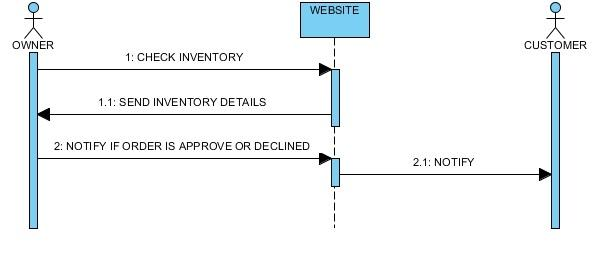 WEBSITE
OWNER
CUSTOMER
1: CHECK INVENTORY
1.1: SEND INVENTORY DETAILS
2: NOTIFY IF ORDER IS APPROVE OR DECLINED
2.1: NOTIFY